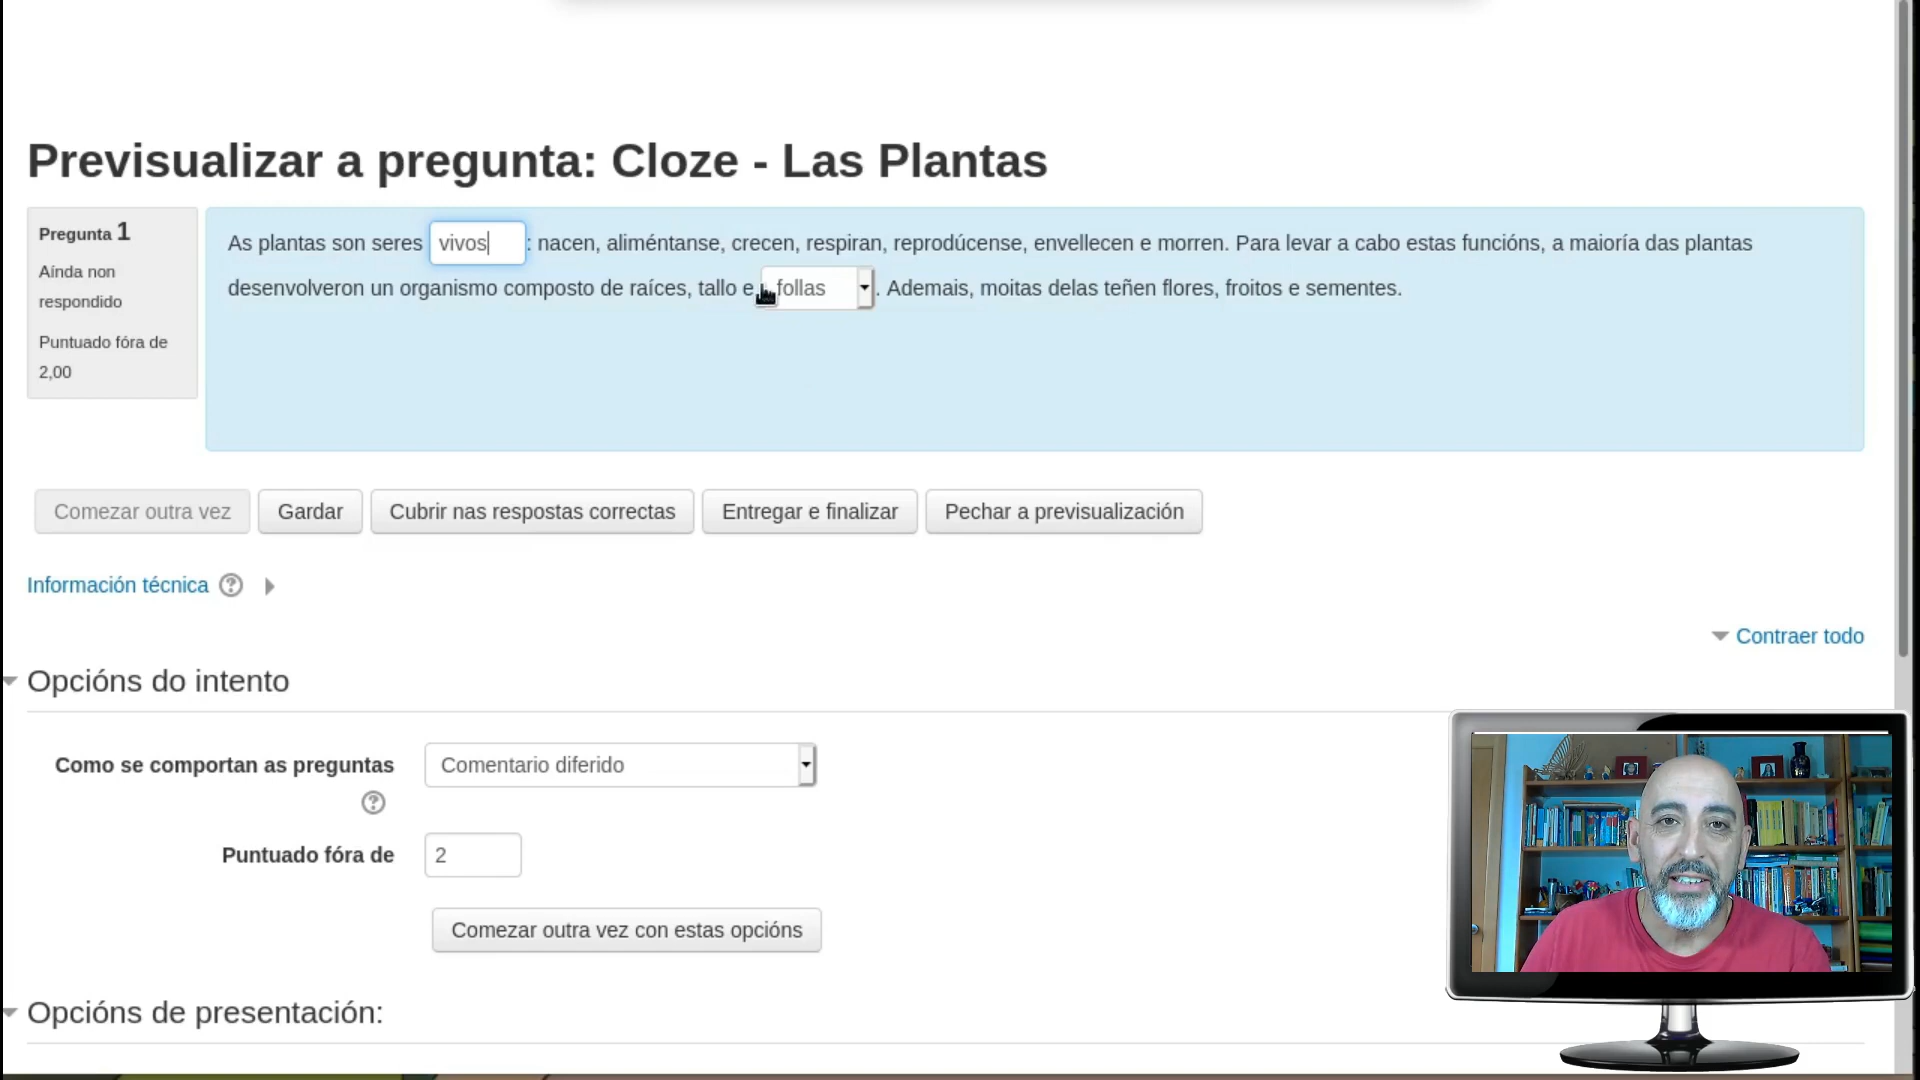 Previsualizar a pregunta: Cloze - Las Plantas
Pregunta 1
Aínda non
respondido
Puntuado fóra de
2,00
As plantas son seres vivos : nacen, aliméntanse, crecen, respiran, reprodúcense, envellecen e morren. Para levar a cabo estas funcións, a maioría das plantas
desenvolveron un organismo composto de raíces, tallo e follas . Ademais, moitas delas teñen flores, froitos e sementes.
Comezar outra vez Gardar Cubrir nas respostas correctas Entregar e finalizar Pechar a previsualización
Información técnica ?
Contraer todo
Opcións do intento
Como se comportan as preguntas Comentario diferido
?
Puntuado fóra de 2
Comezar outra vez con estas opcións
Opcións de presentación: